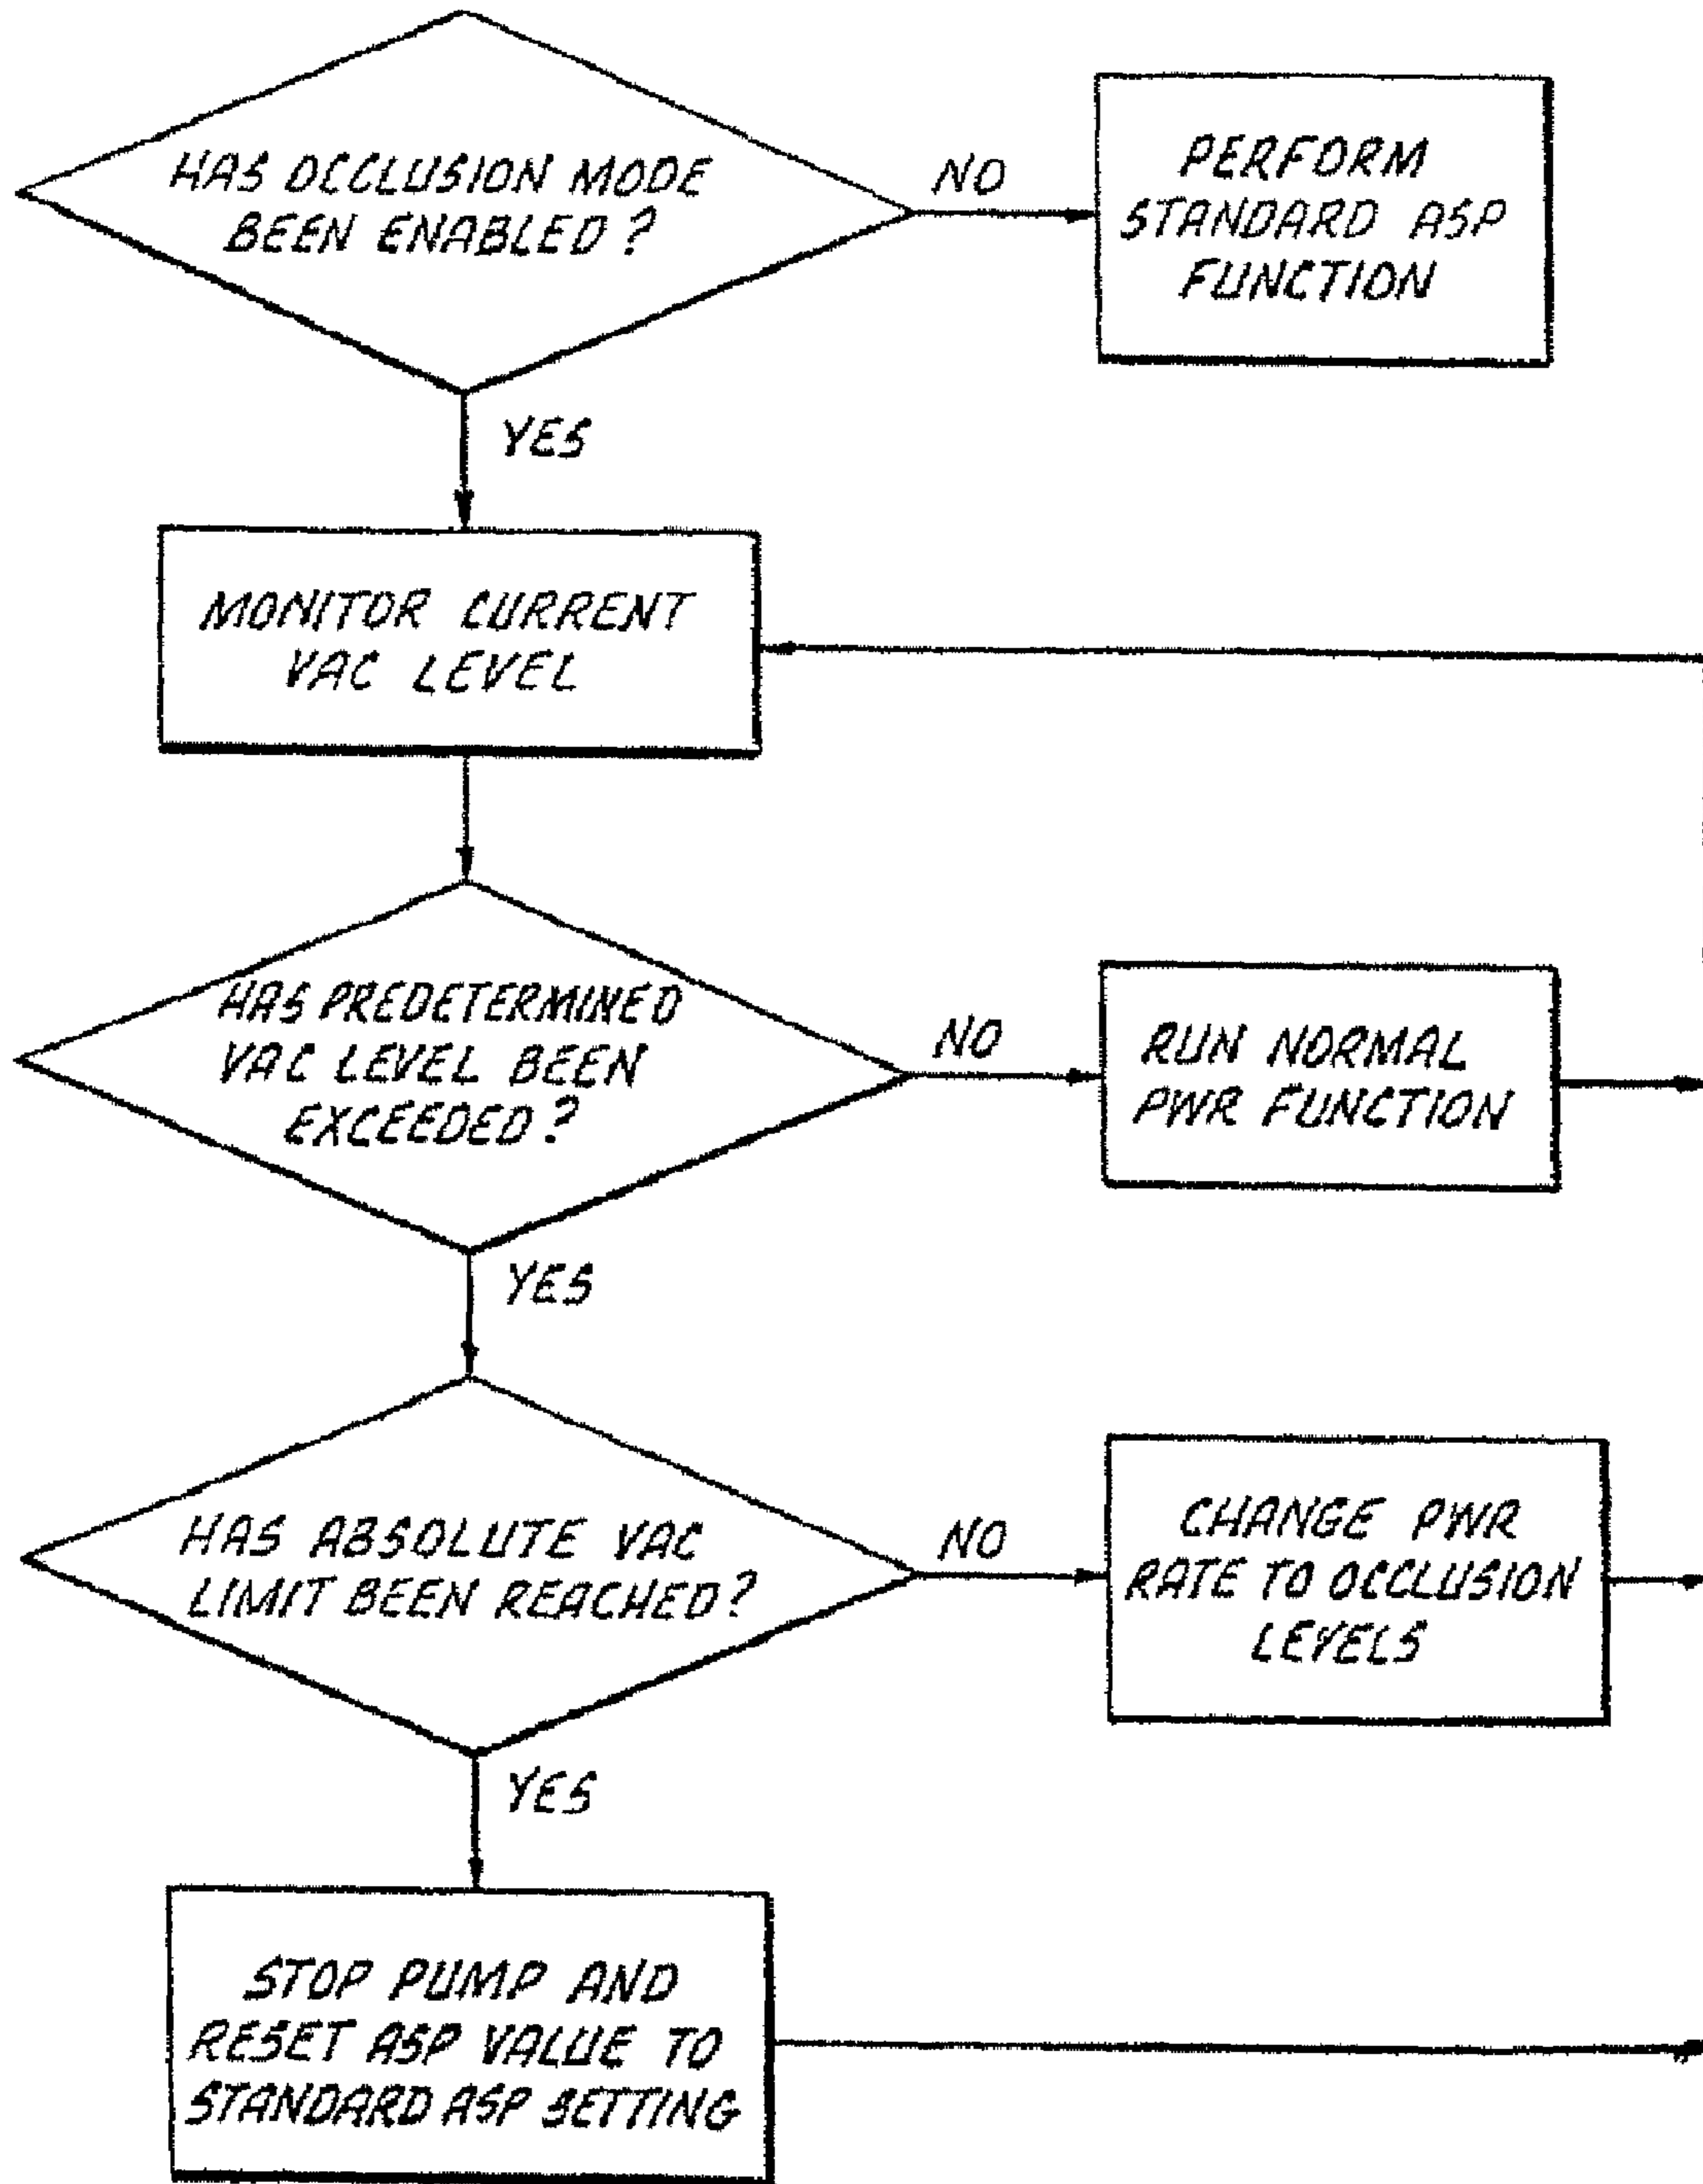 HAS OCCLUSION MODE
BEEN ENABLED?
NO
PERFORM
STANDARD ASP
FUNCTION
YES
MONITOR CURRENT
VAC LEVEL
HAS PREDETERMINED
VAC LEVEL BEEN
EXCEEDED?
NO
RUN NORMAL
PWR FUNCTION
YES
HAS ABSOLUTE VAC
LIMIT BEEN REACHED?
NO
CHANGE PWR
RATE TO OCCLUSION
LEVELS
YES
STOP PUMP AND
RESET ASP VALUE TO
STANDARD ASP SETTING